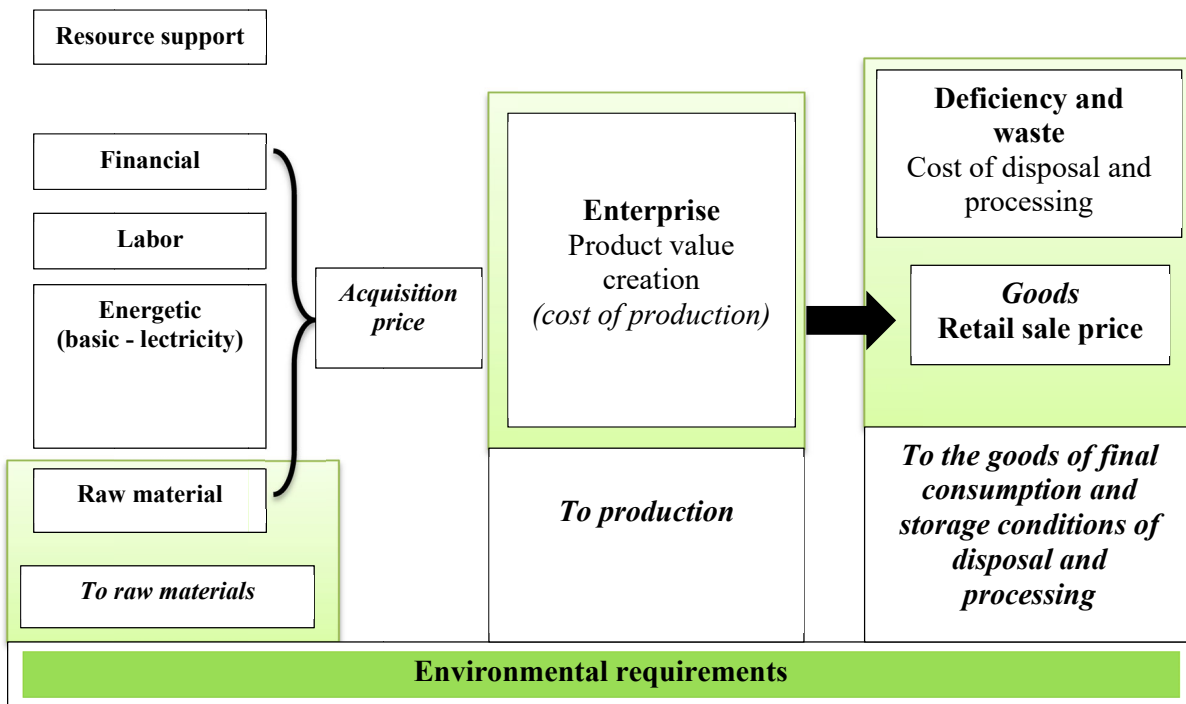 Resource support
Financial
Labor
Energetic
(basic - lectricity)
Raw material
To raw materials
Acquisition
price
Enterprise
Product value
creation
(cost of production)
To production
Deficiency and
waste
Cost of disposal and
processing
Goods
Retail sale price
To the goods of final
consumption and
storage conditions of
disposal and
processing
Environmental requirements